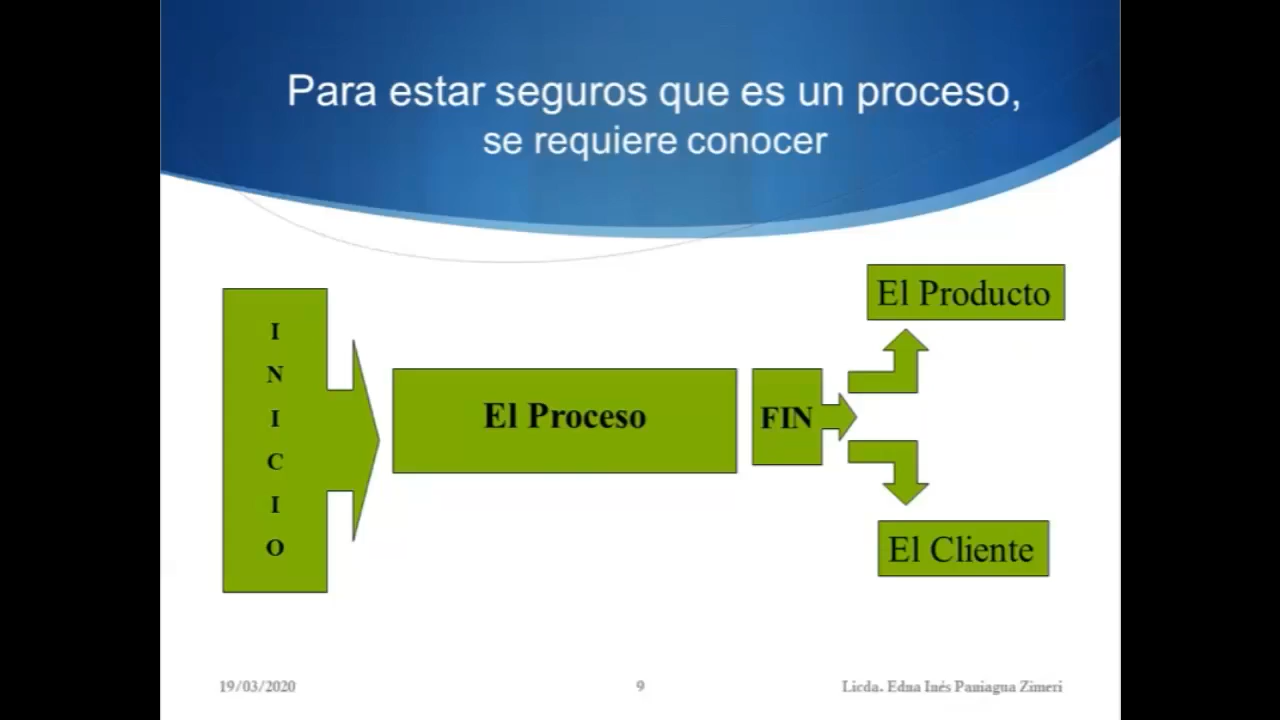 Para estar seguros que es un proceso,
se requiere conocer
I
N
I
C
I
O
El Proceso
FIN
El Producto
El Cliente
19/03/2020
9
Licda. Edna Inés Paniagua Zimeri